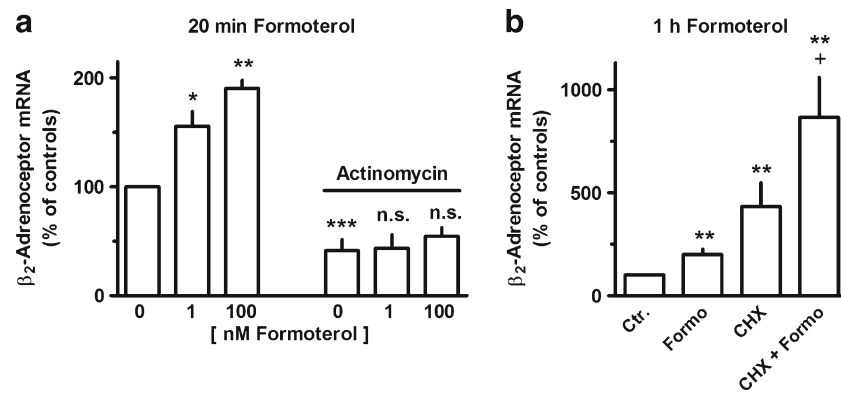 a
20 min Formoterol
β2-Adrenoceptor mRNA
(% of controls)
200
100
0
*
**
Actinomycin
***
n.s.
n.s.
0 1 100 0 1 100
[ nM Formoterol ]
b
1 h Formoterol
β2-Adrenoceptor mRNA
(% of controls)
1000
500
0
**
**
**
+
Ctr.
Formo
CHX
CHX + Formo